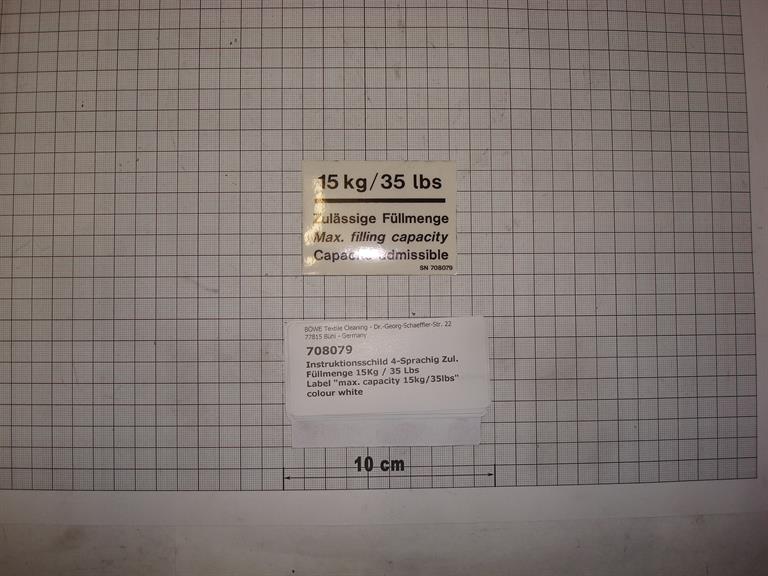 15 kg/35 lbs
Zulässige Füllmenge
Max. filling capacity
Capacité admissible
SN 708079
BÖWE Textile Cleaning - Dr.-Georg-Schaeffler-Str. 22
77815 Bühl - Germany
708079
Instruktionsschild 4-Sprachig Zul.
Füllmenge 15Kg / 35 Lbs
Label "max. capacity 15kg/35lbs"
colour white
10 cm